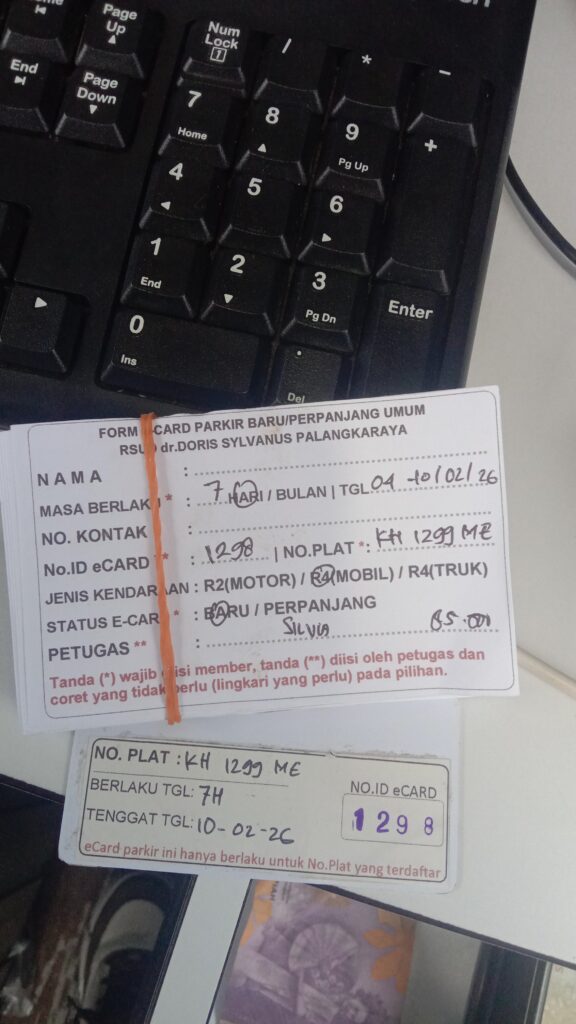 Page Up
Num Lock
/
*
-
End
Page Down
7 Home
8
9 Pg Up
+
4
5
6
1 End
2
3 Pg Dn
Enter
0 Ins
. Del
FORM CARD PARKIR BARU/PERPANJANG UMUM
RSU dr.DORIS SYLVANUS PALANGKARAYA
NAMA :
MASA BERLAKU * : 7 HARI / BULAN | TGL 04 -10/02/26
NO. KONTAK :
No.ID eCARD ** : 1298 | NO.PLAT *: KH 1299 ME
JENIS KENDARAAN : R2(MOTOR) / R4(MOBIL) / R4(TRUK)
STATUS E-CAR * : BARU / PERPANJANG
PETUGAS ** : SILVIA 85.000
Tanda (*) wajib diisi member, tanda (**) diisi oleh petugas dan
coret yang tidak perlu (lingkari yang perlu) pada pilihan.
NO. PLAT : KH 1299 ME
BERLAKU TGL: 7H
NO.ID eCARD
TENGGAT TGL: 10-02-26
1298
eCard parkir ini hanya berlaku untuk No.Plat yang terdaftar